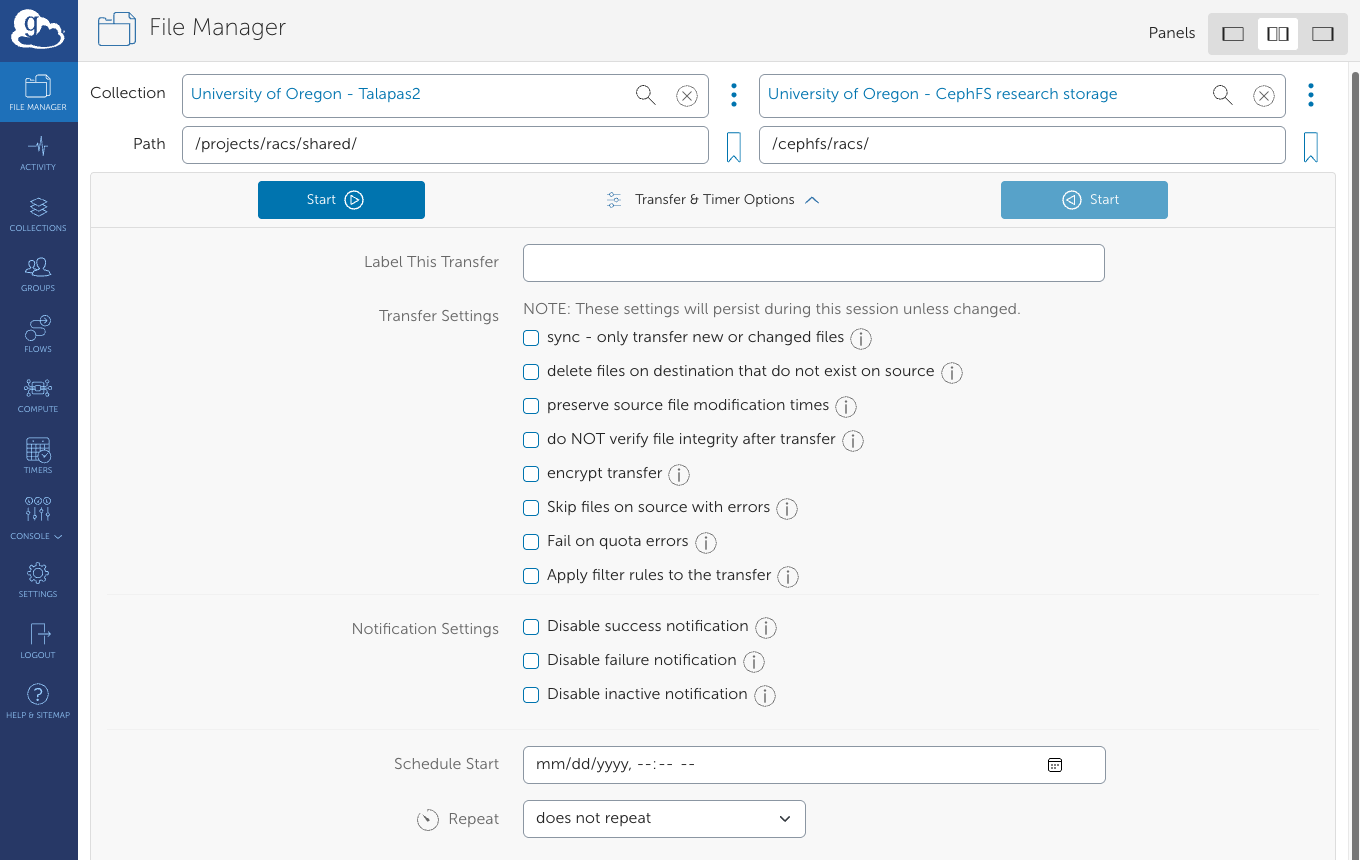 g
File Manager
Panels
FILE MANAGER
ACTIVITY
COLLECTIONS
GROUPS
FLOWS
COMPUTE
TIMERS
CONSOLE
SETTINGS
LOGOUT
?
HELP & SITEMAP
Collection
University of Oregon - Talapas2
University of Oregon - CephFS research storage
Path
/projects/racs/shared/
/cephfs/racs/
Start
Transfer & Timer Options
Start
Label This Transfer
Transfer Settings
NOTE: These settings will persist during this session unless changed.
sync - only transfer new or changed files
delete files on destination that do not exist on source
preserve source file modification times
do NOT verify file integrity after transfer
encrypt transfer
Skip files on source with errors
Fail on quota errors
Apply filter rules to the transfer
Notification Settings
Disable success notification
Disable failure notification
Disable inactive notification
Schedule Start
mm/dd/yyyy, --:-- --
Repeat
does not repeat